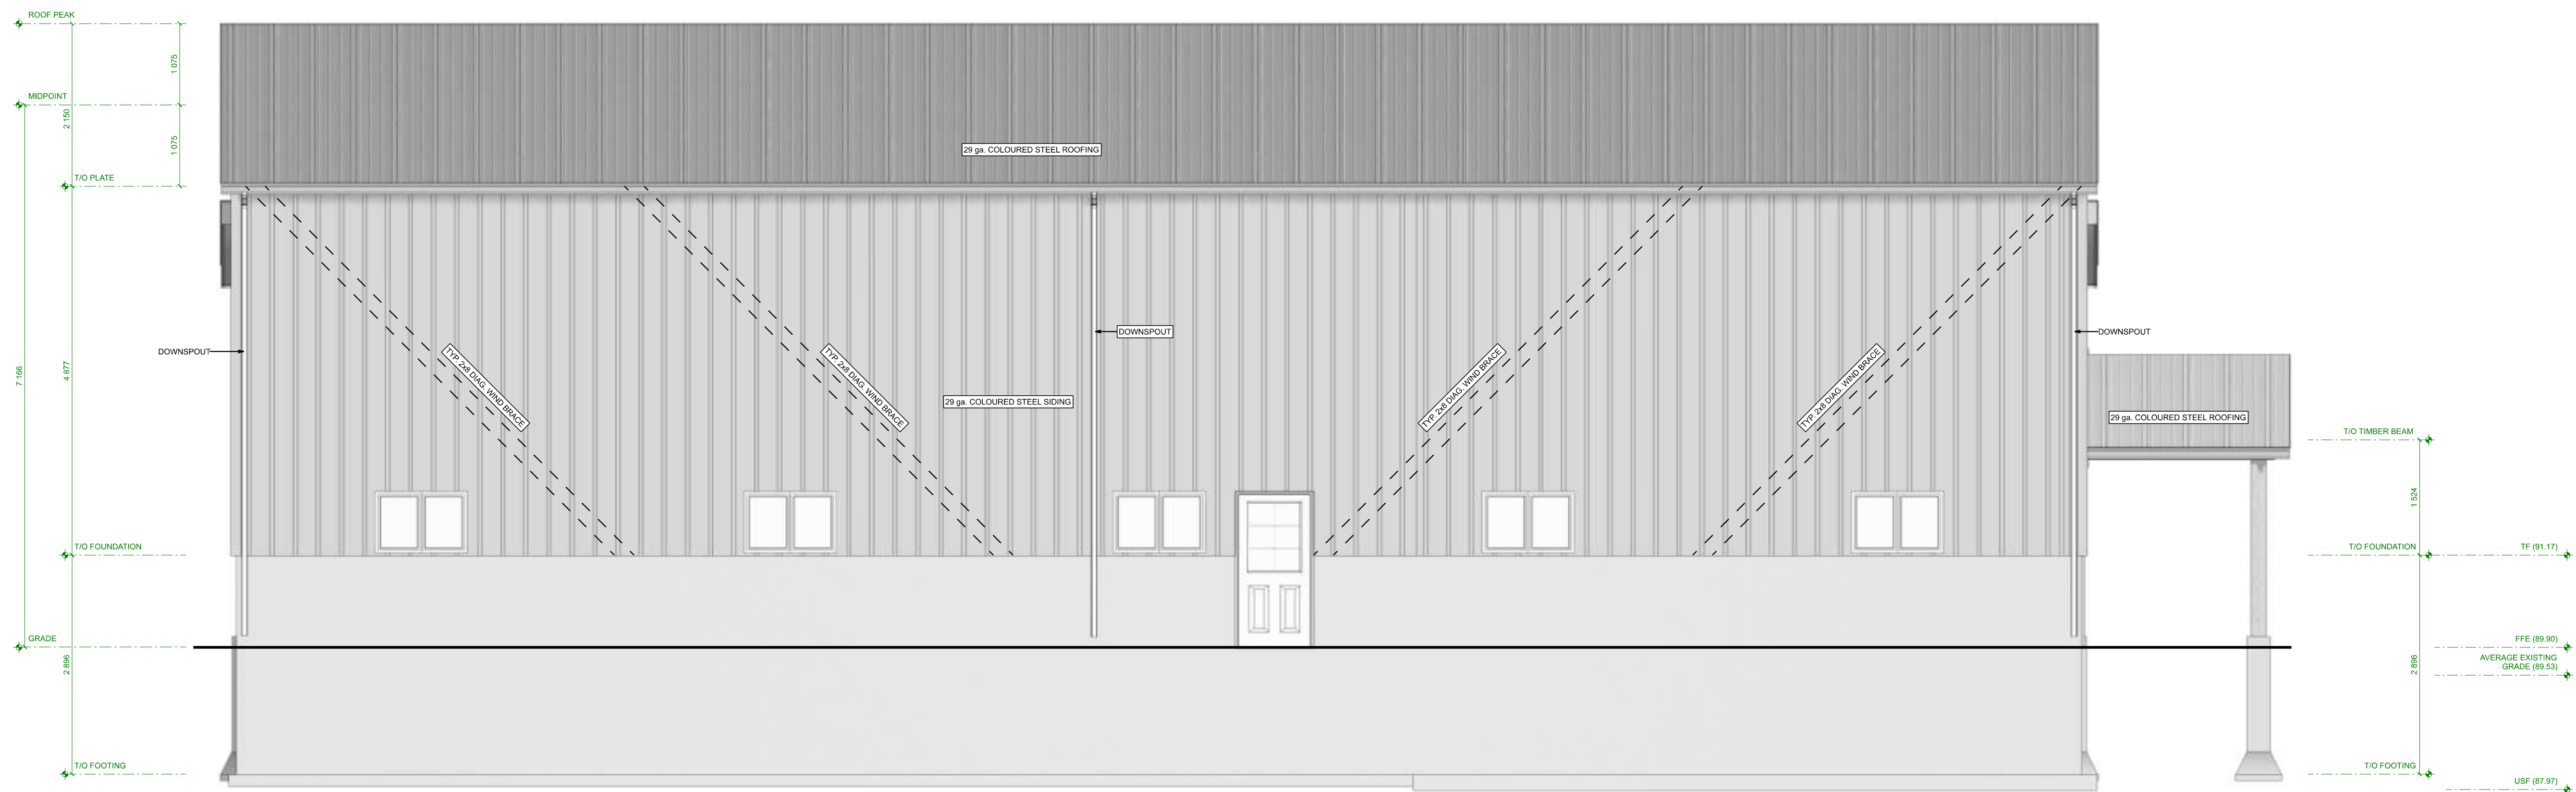 ROOF PEAK
1 075
MIDPOINT
2 150
1 075
29 ga. COLOURED STEEL ROOFING
T/O PLATE
DOWNSPOUT
DOWNSPOUT
DOWNSPOUT
7 166
4 877
TYP. 2x8 DIAG. WIND BRACE
TYP. 2x8 DIAG. WIND BRACE
TYP. 2x8 DIAG. WIND BRACE
TYP. 2x8 DIAG. WIND BRACE
29 ga. COLOURED STEEL SIDING
29 ga. COLOURED STEEL ROOFING
T/O TIMBER BEAM
1 524
T/O FOUNDATION
T/O FOUNDATION
TF (91.17)
GRADE
FFE (89.90)
2 896
2 896
AVERAGE EXISTING
GRADE (89.53)
T/O FOOTING
T/O FOOTING
USF (87.97)